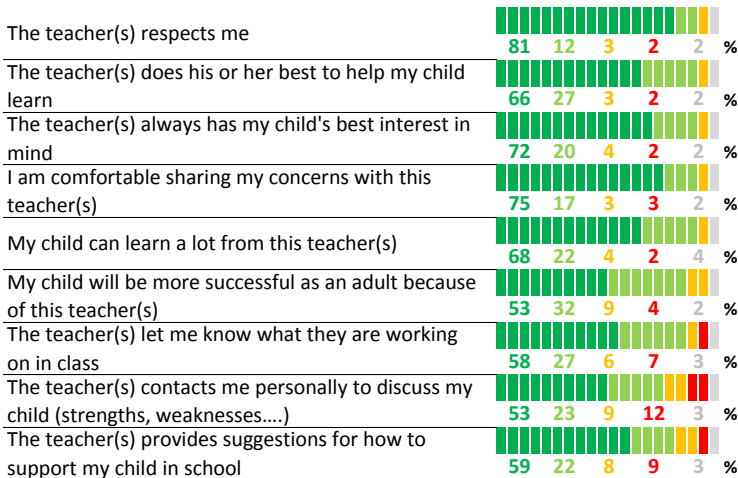 The teacher(s) respects me
81 12 3 2 2 %
The teacher(s) does his or her best to help my child
learn
66 27 3 2 2 %
The teacher(s) always has my child's best interest in
mind
72 20 4 2 2 %
I am comfortable sharing my concerns with this
teacher(s)
75 17 3 3 2 %
My child can learn a lot from this teacher(s)
68 22 4 2 4 %
My child will be more successful as an adult because
of this teacher(s)
53 32 9 4 2 %
The teacher(s) let me know what they are working
on in class
58 27 6 7 3 %
The teacher(s) contacts me personally to discuss my
child (strengths, weaknesses....)
53 23 9 12 3 %
The teacher(s) provides suggestions for how to
support my child in school
59 22 8 9 3 %